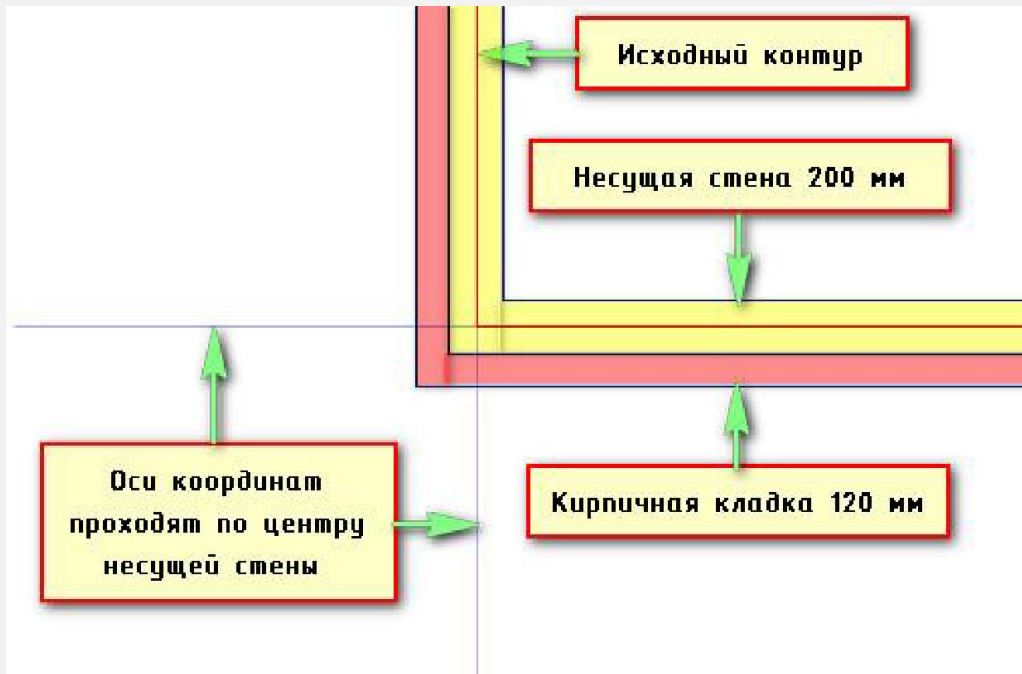 Исходный контур
Несущая стена 200 мм
Оси координат
проходят по центру
несущей стены
Кирпичная кладка 120 мм